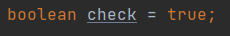 boolean check = true;